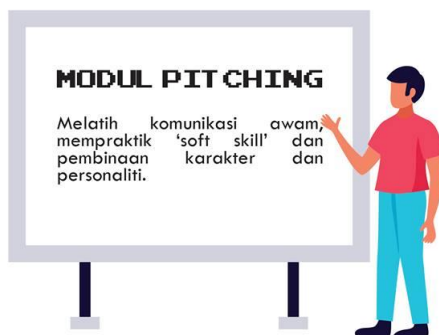 MODUL PITCHING
Melatih komunikasi awam,
mempraktik ‘soft skill’ dan
pembinaan karakter dan
personaliti.